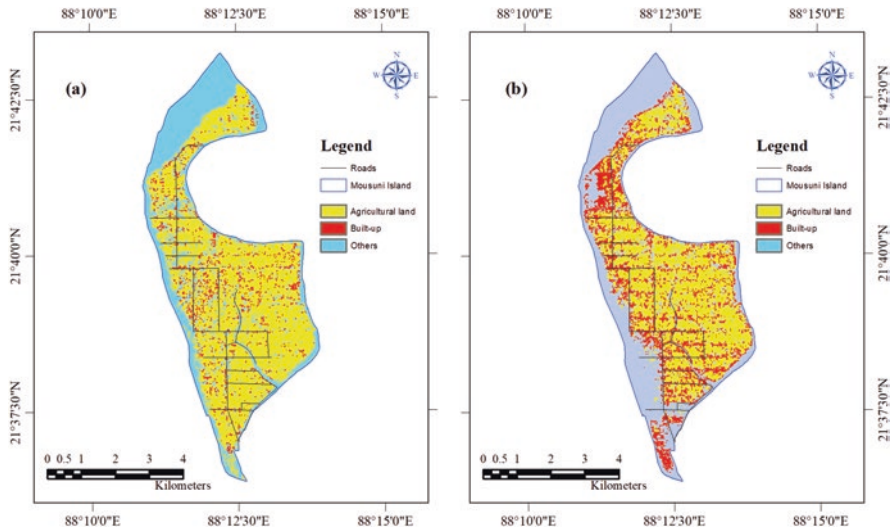 88°10'0"E 88°12'30"E 88°15'0"E 88°10'0"E 88°12'30"E 88°15'0"E
(a)
N
W E
S
(b)
N
W E
S
21°42'30"N
21°42'30"N
Legend
Roads
Mousuni Island
Agricultural land
Built-up
Others
Legend
Roads
Mousuni Island
Agricultural land
Built-up
Others
21°40'0"N
21°40'0"N
21°37'30"N
21°37'30"N
0 0.5 1 2 3 4
Kilometers
0 0.5 1 2 3 4
Kilometers
88°10'0"E 88°12'30"E 88°15'0"E 88°10'0"E 88°12'30"E 88°15'0"E